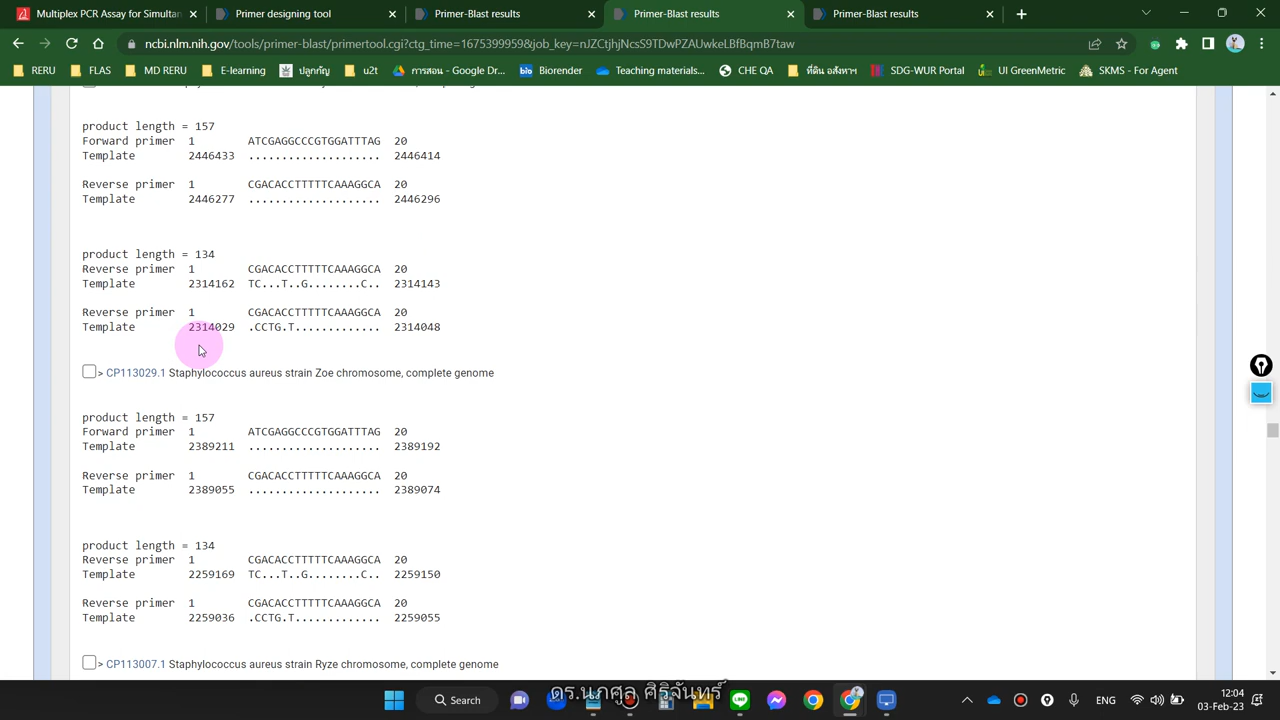 Multiplex PCR Assay for Simultan
Primer designing tool
Primer-Blast results
Primer-Blast results
Primer-Blast results
ncbi.nlm.nih.gov/tools/primer-blast/primertool.cgi?ctg_time=1675399959&job_key=nJZCtjhjNcsS9TDwPZAUwkeLBfBqmB7taw
RERU
FLAS
MD RERU
E-learning
ปลูกกัญ
u2t
การสอน - Google Dr...
bio
Biorender
Teaching materials...
CHE QA
ที่ดิน อสังหาฯ
SDG-WUR Portal
UI GreenMetric
SKMS - For Agent
product length = 157
Forward primer 1 ATCGAGGCCCGTGGATTTAG 20
Template 2446433 .................... 2446414
Reverse primer 1 CGACACCTTTTTCAAAGGCA 20
Template 2446277 .................... 2446296
product length = 134
Reverse primer 1 CGACACCTTTTTCAAAGGCA 20
Template 2314162 TC...T..G........C.. 2314143
Reverse primer 1 CGACACCTTTTTCAAAGGCA 20
Template 2314029 .CCTG.T............. 2314048
> CP113029.1 Staphylococcus aureus strain Zoe chromosome, complete genome
product length = 157
Forward primer 1 ATCGAGGCCCGTGGATTTAG 20
Template 2389211 .................... 2389192
Reverse primer 1 CGACACCTTTTTCAAAGGCA 20
Template 2389055 .................... 2389074
product length = 134
Reverse primer 1 CGACACCTTTTTCAAAGGCA 20
Template 2259169 TC...T..G........C.. 2259150
Reverse primer 1 CGACACCTTTTTCAAAGGCA 20
Template 2259036 .CCTG.T............. 2259055
> CP113007.1 Staphylococcus aureus strain Ryze chromosome, complete genome
Search
ดร.นภศูล ศิริจันทร์
ENG
12:04
03-Feb-23